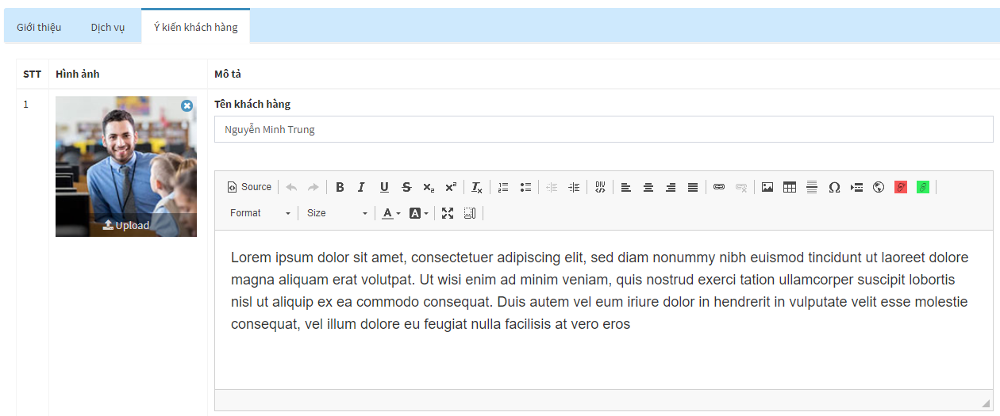 Giới thiệu Dịch vụ Ý kiến khách hàng
STT Hình ảnh Mô tả
1
Upload
Tên khách hàng
Nguyễn Minh Trung
Source
Format Size
Lorem ipsum dolor sit amet, consectetuer adipiscing elit, sed diam nonummy nibh euismod tincidunt ut laoreet dolore
magna aliquam erat volutpat. Ut wisi enim ad minim veniam, quis nostrud exerci tation ullamcorper suscipit lobortis
nisl ut aliquip ex ea commodo consequat. Duis autem vel eum iriure dolor in hendrerit in vulputate velit esse molestie
consequat, vel illum dolore eu feugiat nulla facilisis at vero eros